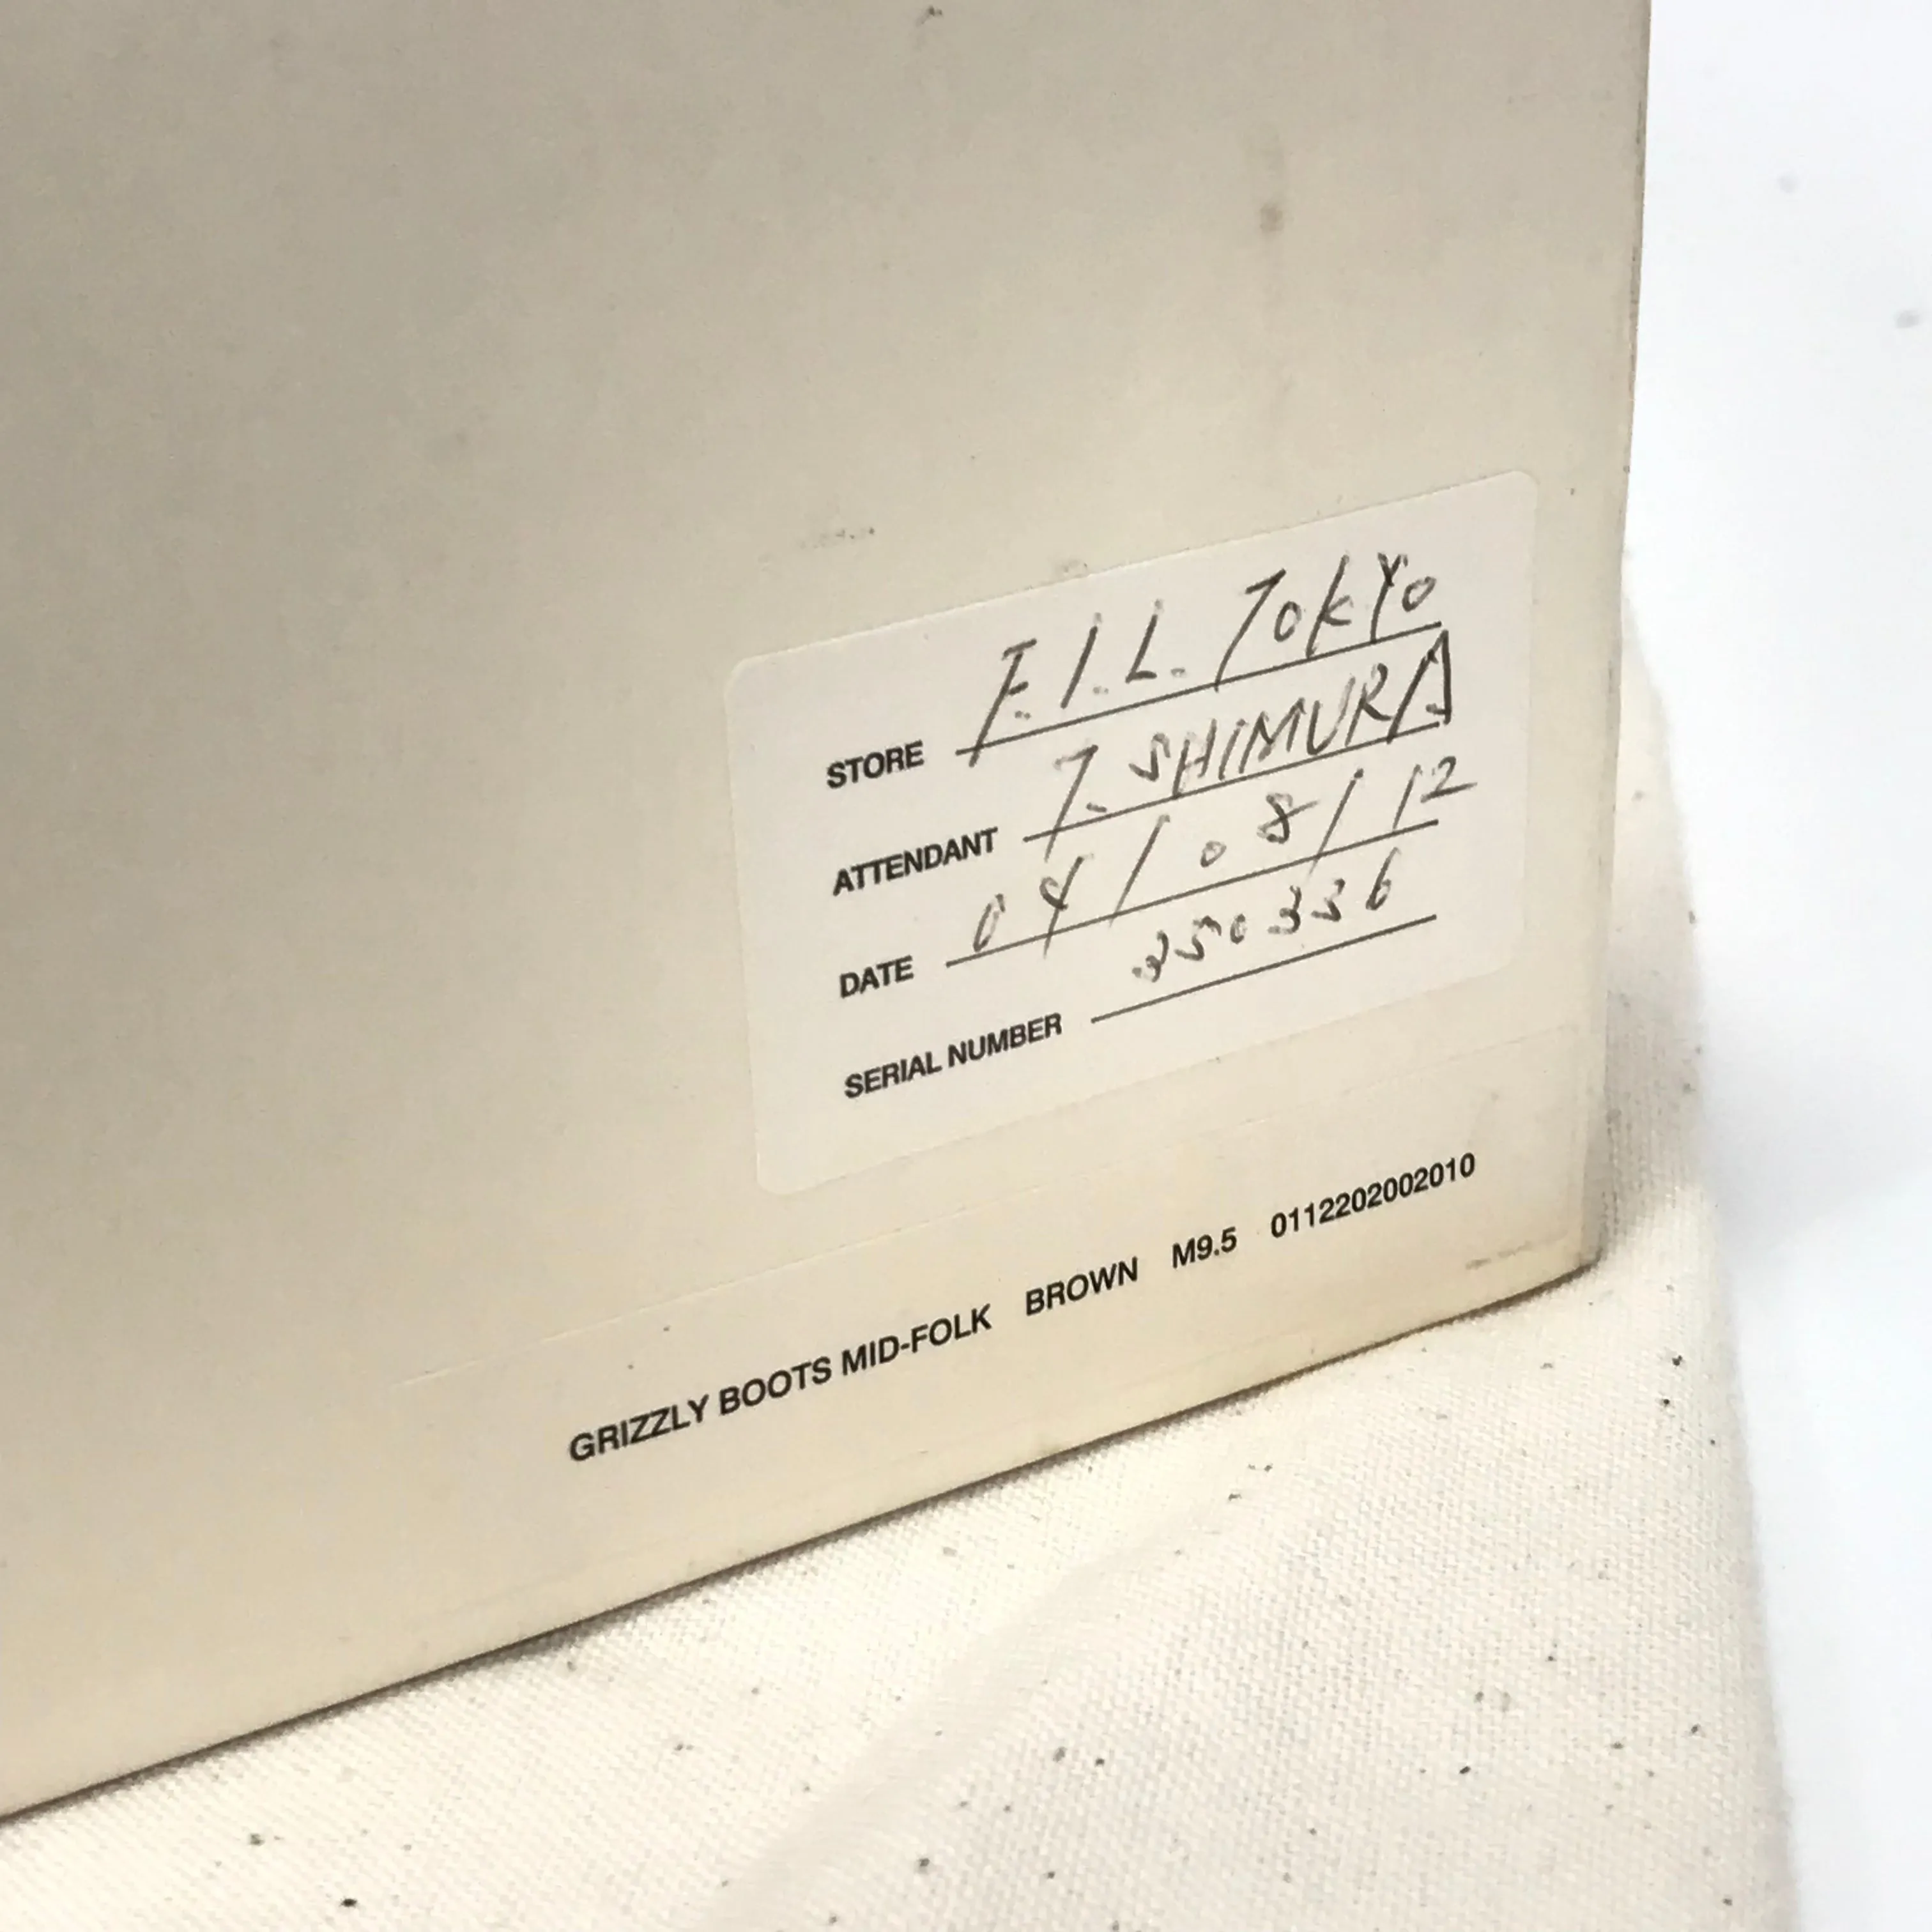 STORE F.I.L. TOKYO
ATTENDANT T. SHIMURA
DATE 04/08/12
SERIAL NUMBER 250336
GRIZZLY BOOTS MID-FOLK BROWN M9.5 0112202002010